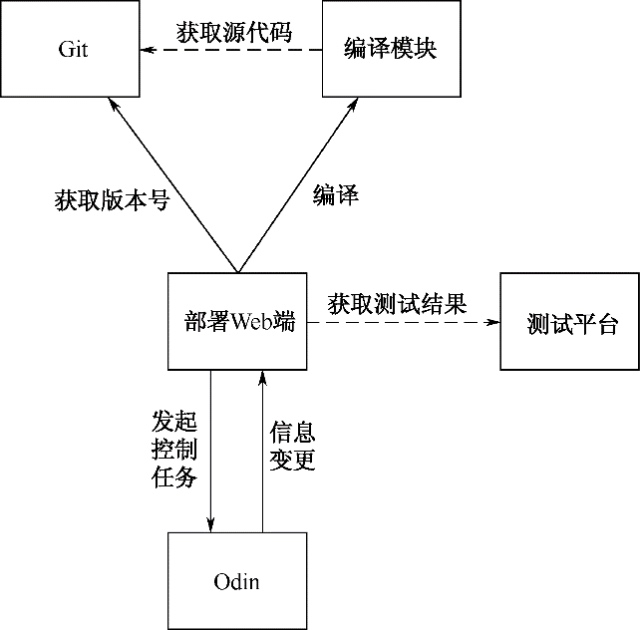 Git
获取源代码
编译模块
获取版本号
编译
部署Web端
获取测试结果
测试平台
发起
控制
任务
信息
变更
Odin